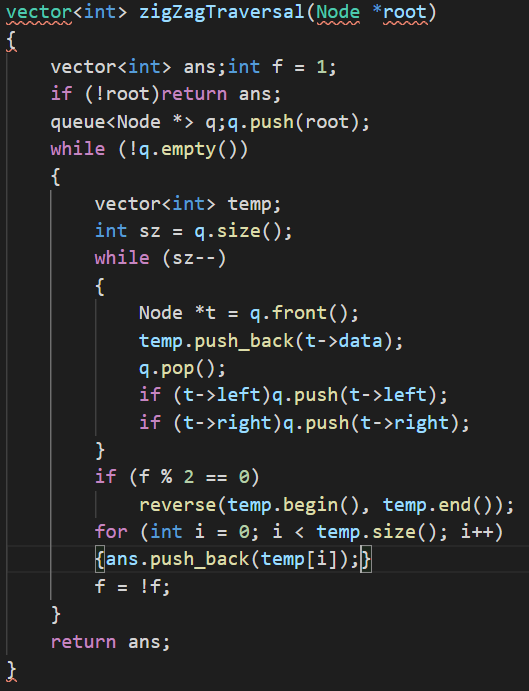 vector<int> zigZagTraversal(Node *root)
{
    vector<int> ans;int f = 1;
    if (!root)return ans;
    queue<Node *> q;q.push(root);
    while (!q.empty())
    {
        vector<int> temp;
        int sz = q.size();
        while (sz--)
        {
            Node *t = q.front();
            temp.push_back(t->data);
            q.pop();
            if (t->left)q.push(t->left);
            if (t->right)q.push(t->right);
        }
        if (f % 2 == 0)
            reverse(temp.begin(), temp.end());
        for (int i = 0; i < temp.size(); i++)
        {ans.push_back(temp[i]);}
        f = !f;
    }
    return ans;
}